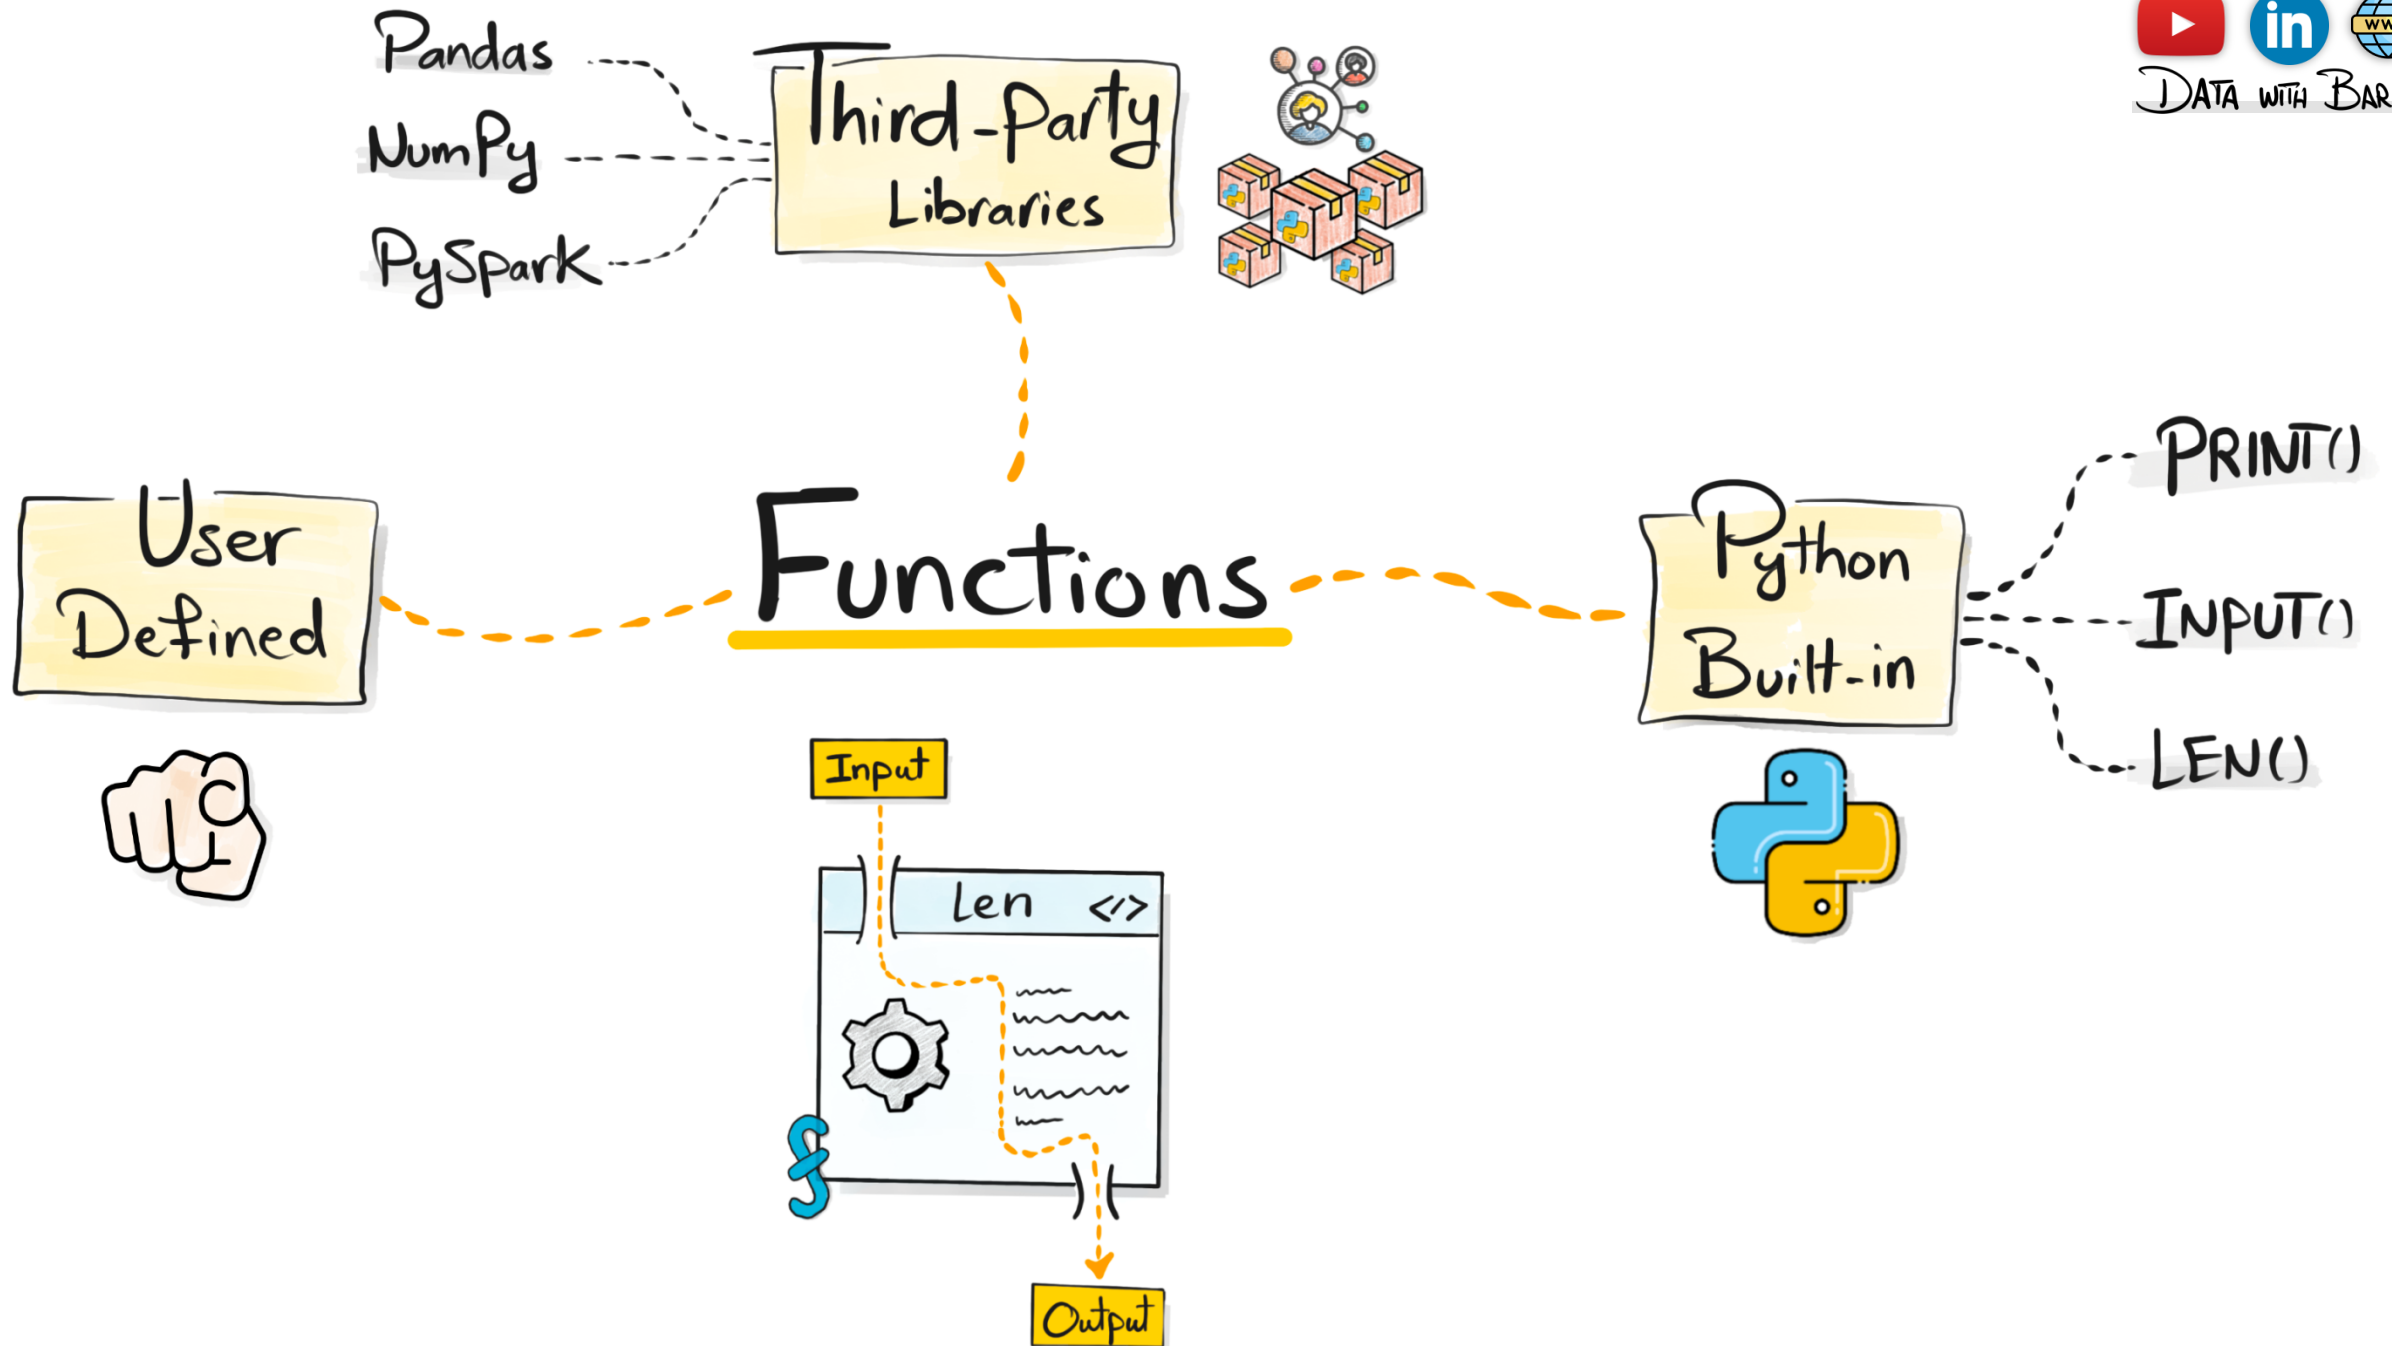 Pandas
NumPy
PySpark
Third-Party
Libraries
in
DATA WITH BAR
User
Defined
Functions
Python
Built-in
PRINT()
INPUT()
LEN()
Input
Len </>
Output